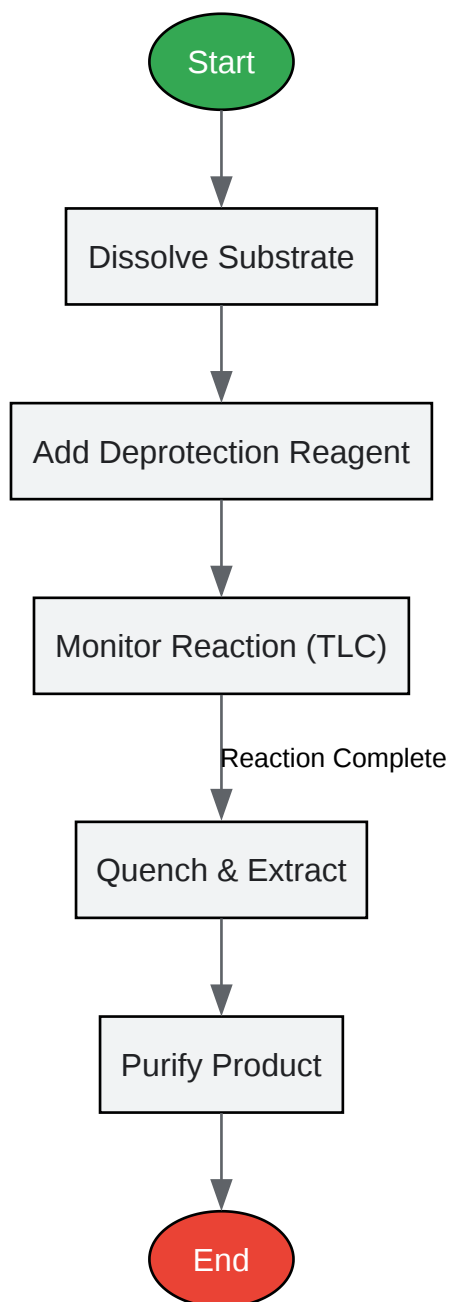 Start
Dissolve Substrate
Add Deprotection Reagent
Monitor Reaction (TLC)
Reaction Complete
Quench & Extract
Purify Product
End